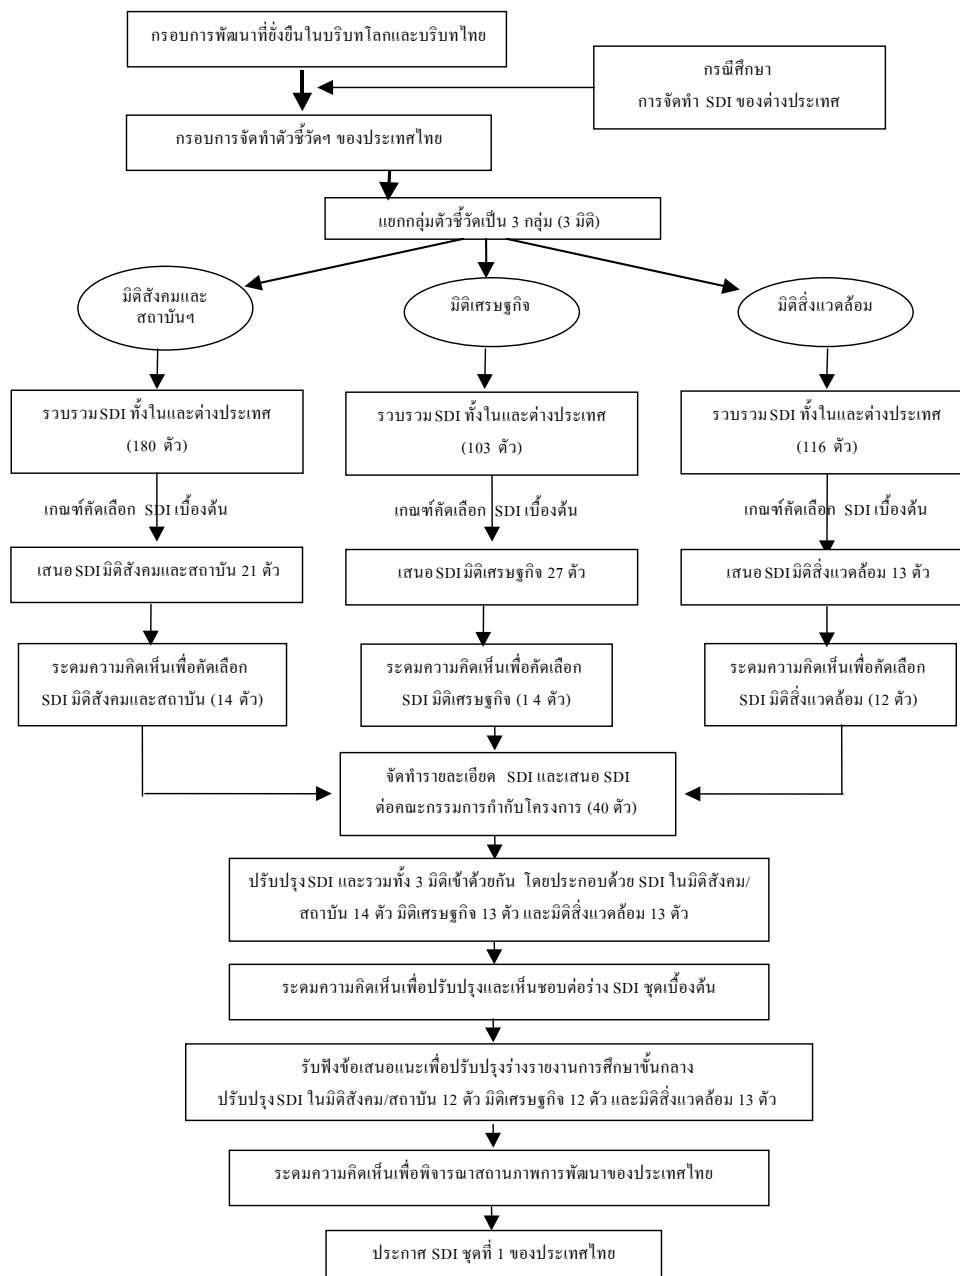 กรอบการพัฒนาที่ยั่งยืนในบริบทโลกและบริบทไทย
กรณีศึกษา
การจัดทำ SDI ของต่างประเทศ
กรอบการจัดทำตัวชี้วัดฯ ของประเทศไทย
แยกกลุ่มตัวชี้วัดเป็น 3 กลุ่ม (3 มิติ)
มิติสังคมและ
สถาบันฯ
มิติเศรษฐกิจ
มิติสิ่งแวดล้อม
รวบรวม SDI ทั้งในและต่างประเทศ
(180 ตัว)
รวบรวม SDI ทั้งในและต่างประเทศ
(103 ตัว)
รวบรวม SDI ทั้งในและต่างประเทศ
(116 ตัว)
เกณฑ์คัดเลือก SDI เบื้องต้น
เกณฑ์คัดเลือก SDI เบื้องต้น
เกณฑ์คัดเลือก SDI เบื้องต้น
เสนอ SDI มิติสังคมและสถาบัน 21 ตัว
เสนอ SDI มิติเศรษฐกิจ 27 ตัว
เสนอ SDI มิติสิ่งแวดล้อม 13 ตัว
ระดมความคิดเห็นเพื่อคัดเลือก
SDI มิติสังคมและสถาบัน (14 ตัว)
ระดมความคิดเห็นเพื่อคัดเลือก
SDI มิติเศรษฐกิจ (1 4 ตัว)
ระดมความคิดเห็นเพื่อคัดเลือก
SDI มิติสิ่งแวดล้อม (12 ตัว)
จัดทำรายละเอียด SDI และเสนอ SDI
ต่อคณะกรรมการกำกับโครงการ (40 ตัว)
ปรับปรุง SDI และรวมทั้ง 3 มิติเข้าด้วยกัน โดยประกอบด้วย SDI ในมิติสังคม/
สถาบัน 14 ตัว มิติเศรษฐกิจ 13 ตัว และมิติสิ่งแวดล้อม 13 ตัว
ระดมความคิดเห็นเพื่อปรับปรุงและเห็นชอบต่อร่าง SDI ชุดเบื้องต้น
รับฟังข้อเสนอแนะเพื่อปรับปรุงร่างรายงานการศึกษาขั้นกลาง
ปรับปรุง SDI ในมิติสังคม/สถาบัน 12 ตัว มิติเศรษฐกิจ 12 ตัว และมิติสิ่งแวดล้อม 13 ตัว
ระดมความคิดเห็นเพื่อพิจารณาสถานภาพการพัฒนาของประเทศไทย
ประกาศ SDI ชุดที่ 1 ของประเทศไทย